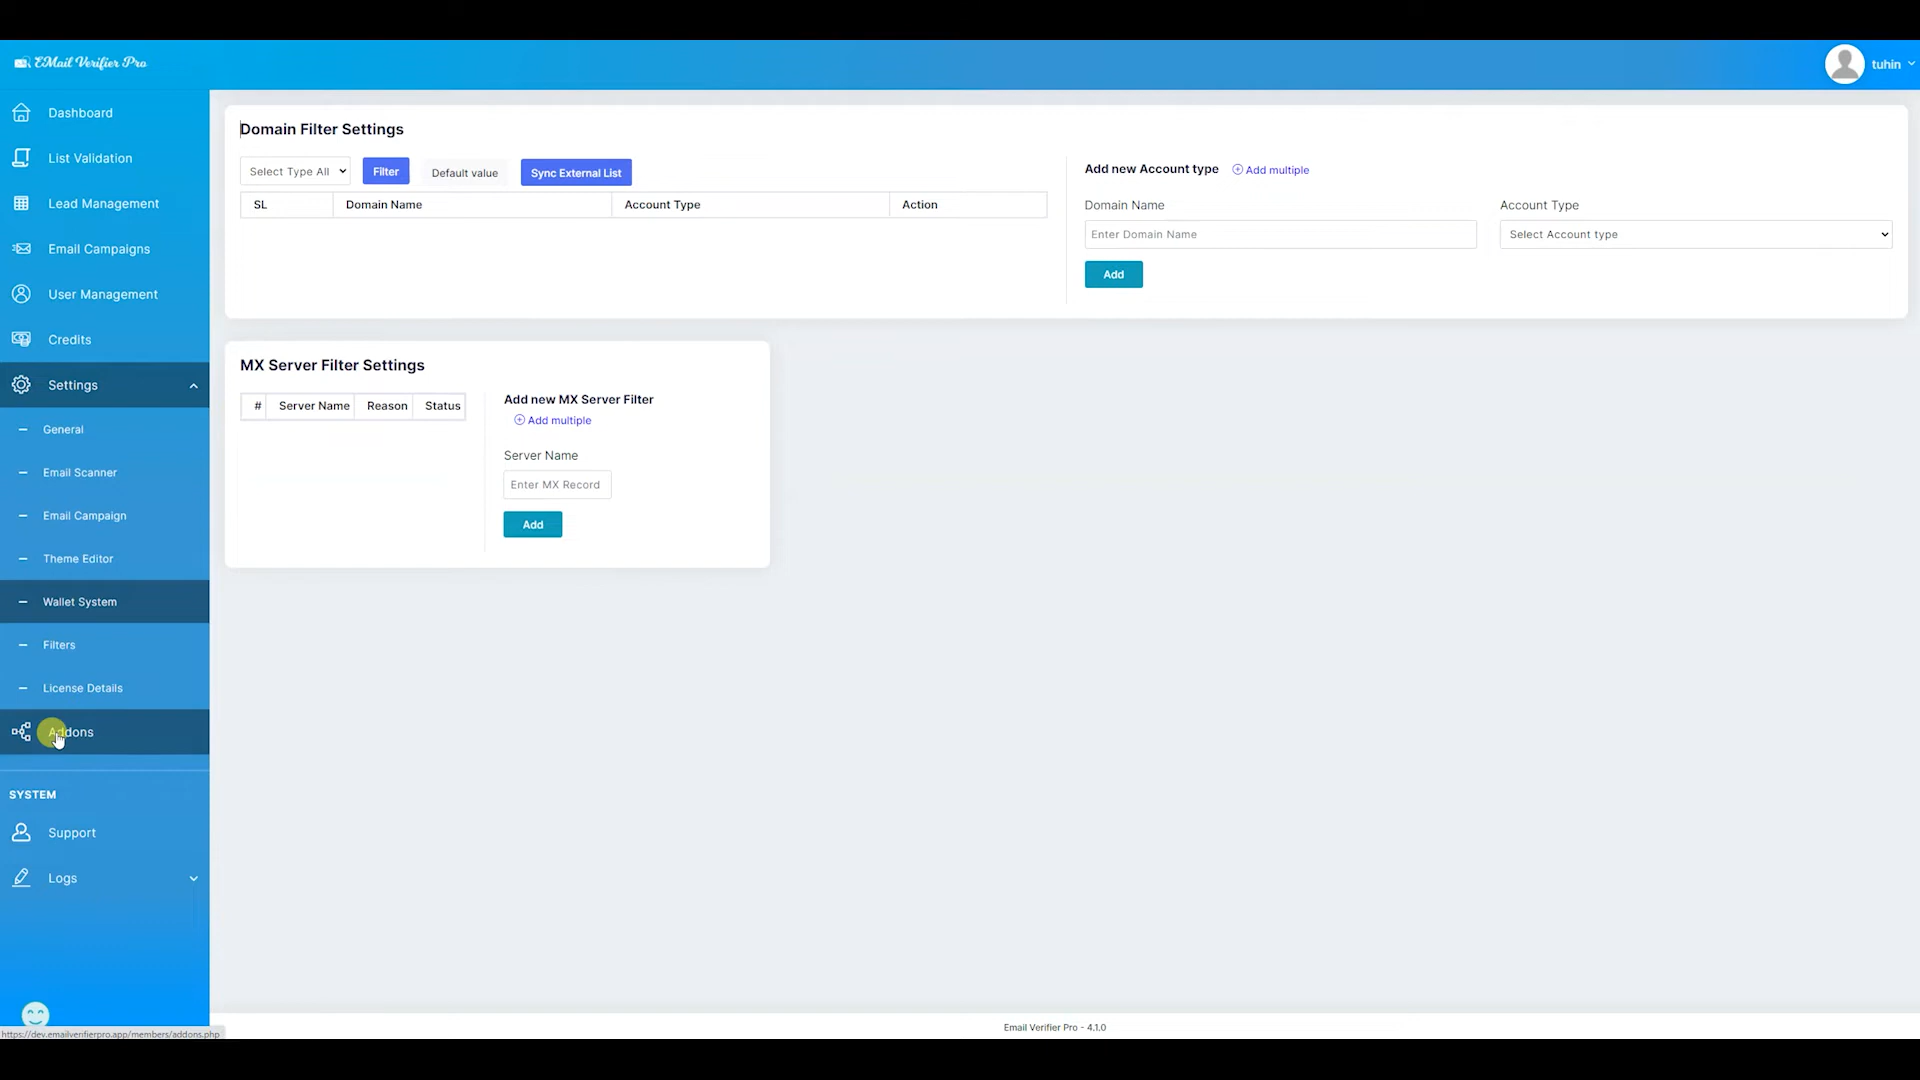 EMail Verifier Pro
tuhin
Dashboard
List Validation
Lead Management
Email Campaigns
User Management
Credits
Settings
General
Email Scanner
Email Campaign
Theme Editor
Wallet System
Filters
License Details
Addons
SYSTEM
Support
Logs
https://dev.emailverifierpro.app/members/addons.php
Domain Filter Settings
Select Type All Filter Default value Sync External List
SL Domain Name Account Type Action
Add new Account type Add multiple
Domain Name Account Type
Enter Domain Name Select Account type
Add
MX Server Filter Settings
# Server Name Reason Status
Add new MX Server Filter
Add multiple
Server Name
Enter MX Record
Add
Email Verifier Pro - 4.1.0